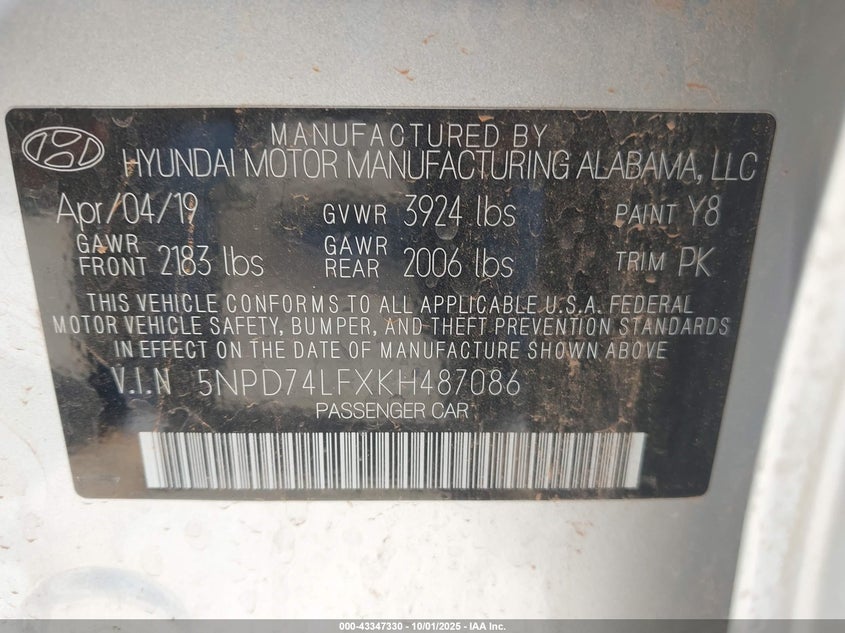 MANUFACTURED BY
HYUNDAI MOTOR MANUFACTURING ALABAMA, LLC
Apr/04/19 GVWR 3924 lbs PAINT Y8
GAWR FRONT 2183 lbs GAWR REAR 2006 lbs TRIM PK
THIS VEHICLE CONFORMS TO ALL APPLICABLE U.S.A. FEDERAL
MOTOR VEHICLE SAFETY, BUMPER, AND THEFT PREVENTION STANDARDS
IN EFFECT ON THE DATE OF MANUFACTURE SHOWN ABOVE
V.I.N 5NPD74LFXKH487086
PASSENGER CAR
000-43347330 - 10/01/2025 - IAA Inc.